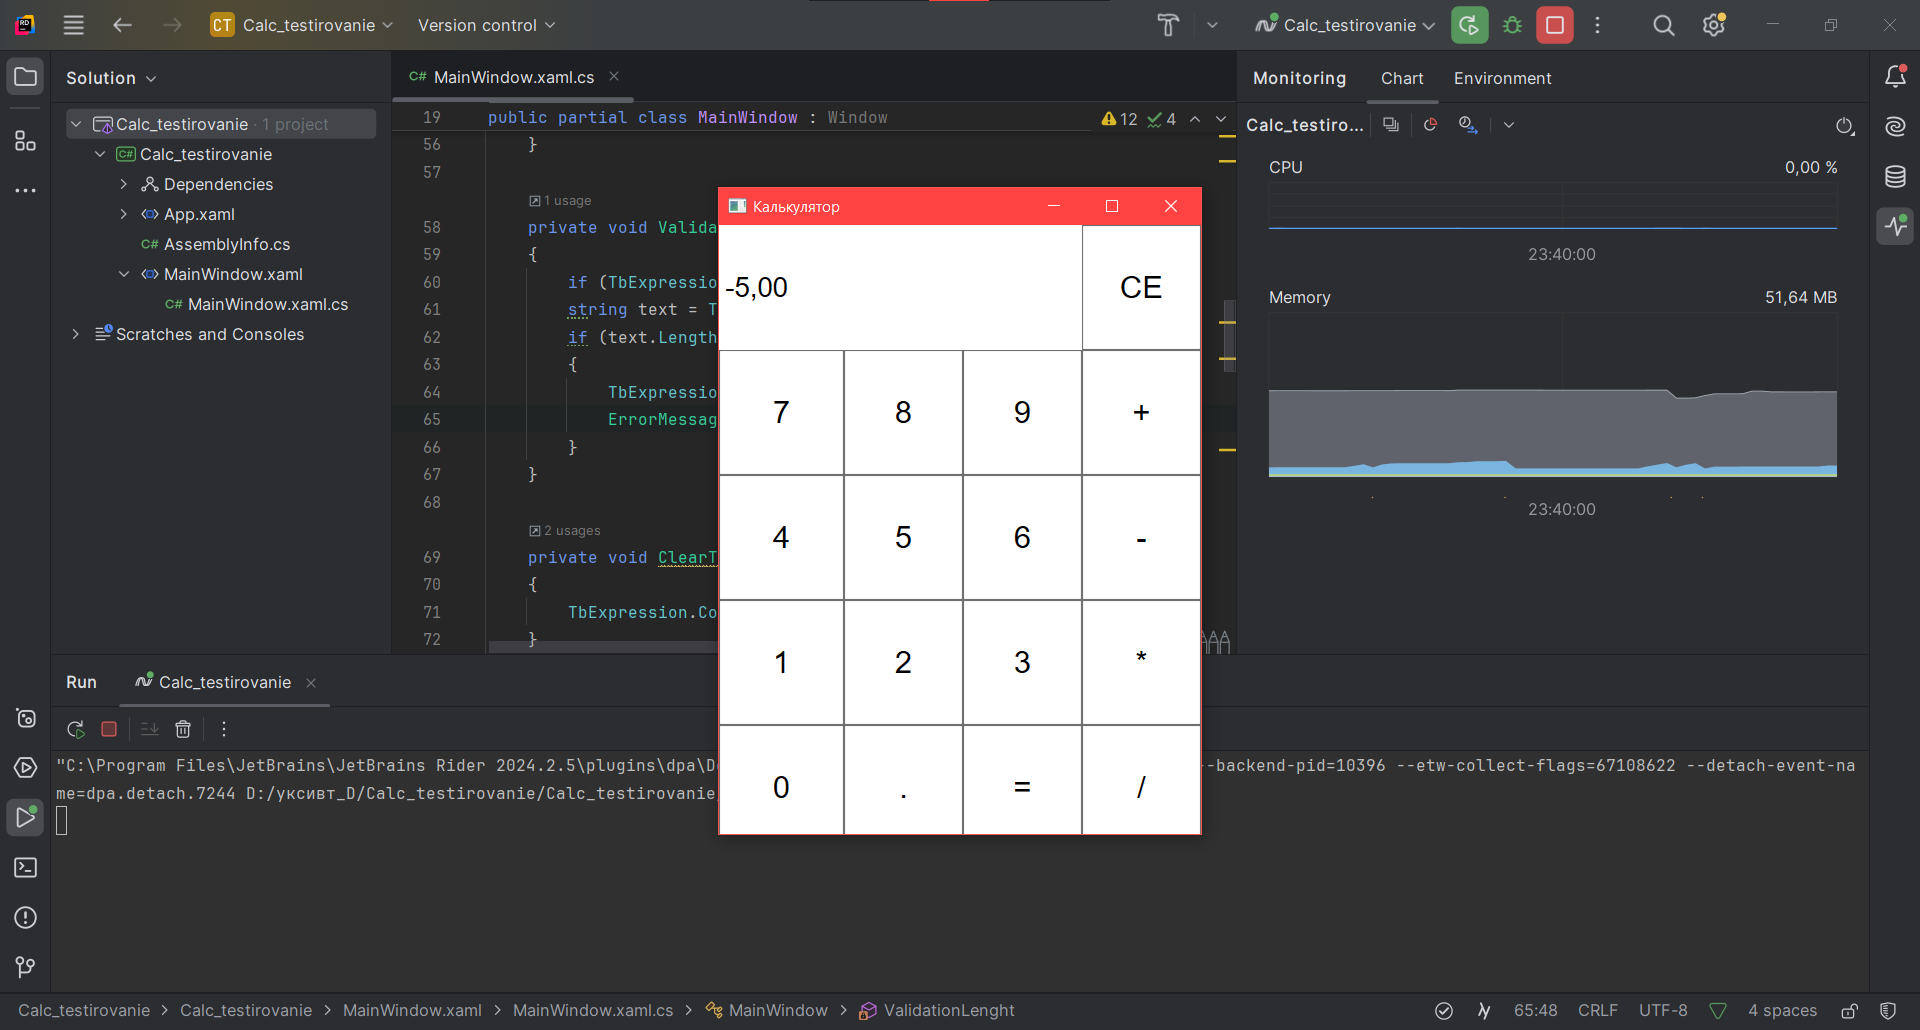 CT Calc_testirovanie Version control Calc_testirovanie
Solution
Calc_testirovanie · 1 project
Calc_testirovanie
Dependencies
App.xaml
C# AssemblyInfo.cs
MainWindow.xaml
C# MainWindow.xaml.cs
Scratches and Consoles
C# MainWindow.xaml.cs
19 public partial class MainWindow : Window
12 4
56 }
57
1 usage
58 private void Valida
59 {
60 if (TbExpressio
61 string text = T
62 if (text.Length
63 {
64 TbExpressio
65 ErrorMessag
66 }
67 }
68
2 usages
69 private void ClearT
70 {
71 TbExpression.Co
72 }
Калькулятор
-5,00 CE
7 8 9 +
4 5 6 -
1 2 3 *
0 . = /
Monitoring Chart Environment
Calc_testiro...
CPU 0,00 %
23:40:00
Memory 51,64 MB
23:40:00
Run Calc_testirovanie
"C:\Program Files\JetBrains\JetBrains Rider 2024.2.5\plugins\dpa\D --backend-pid=10396 --etw-collect-flags=67108622 --detach-event-na
me=dpa.detach.7244 D:/уксивт_D/Calc_testirovanie/Calc_testirovanie
Calc_testirovanie > Calc_testirovanie > MainWindow.xaml > MainWindow.xaml.cs > MainWindow > ValidationLenght
65:48 CRLF UTF-8 4 spaces